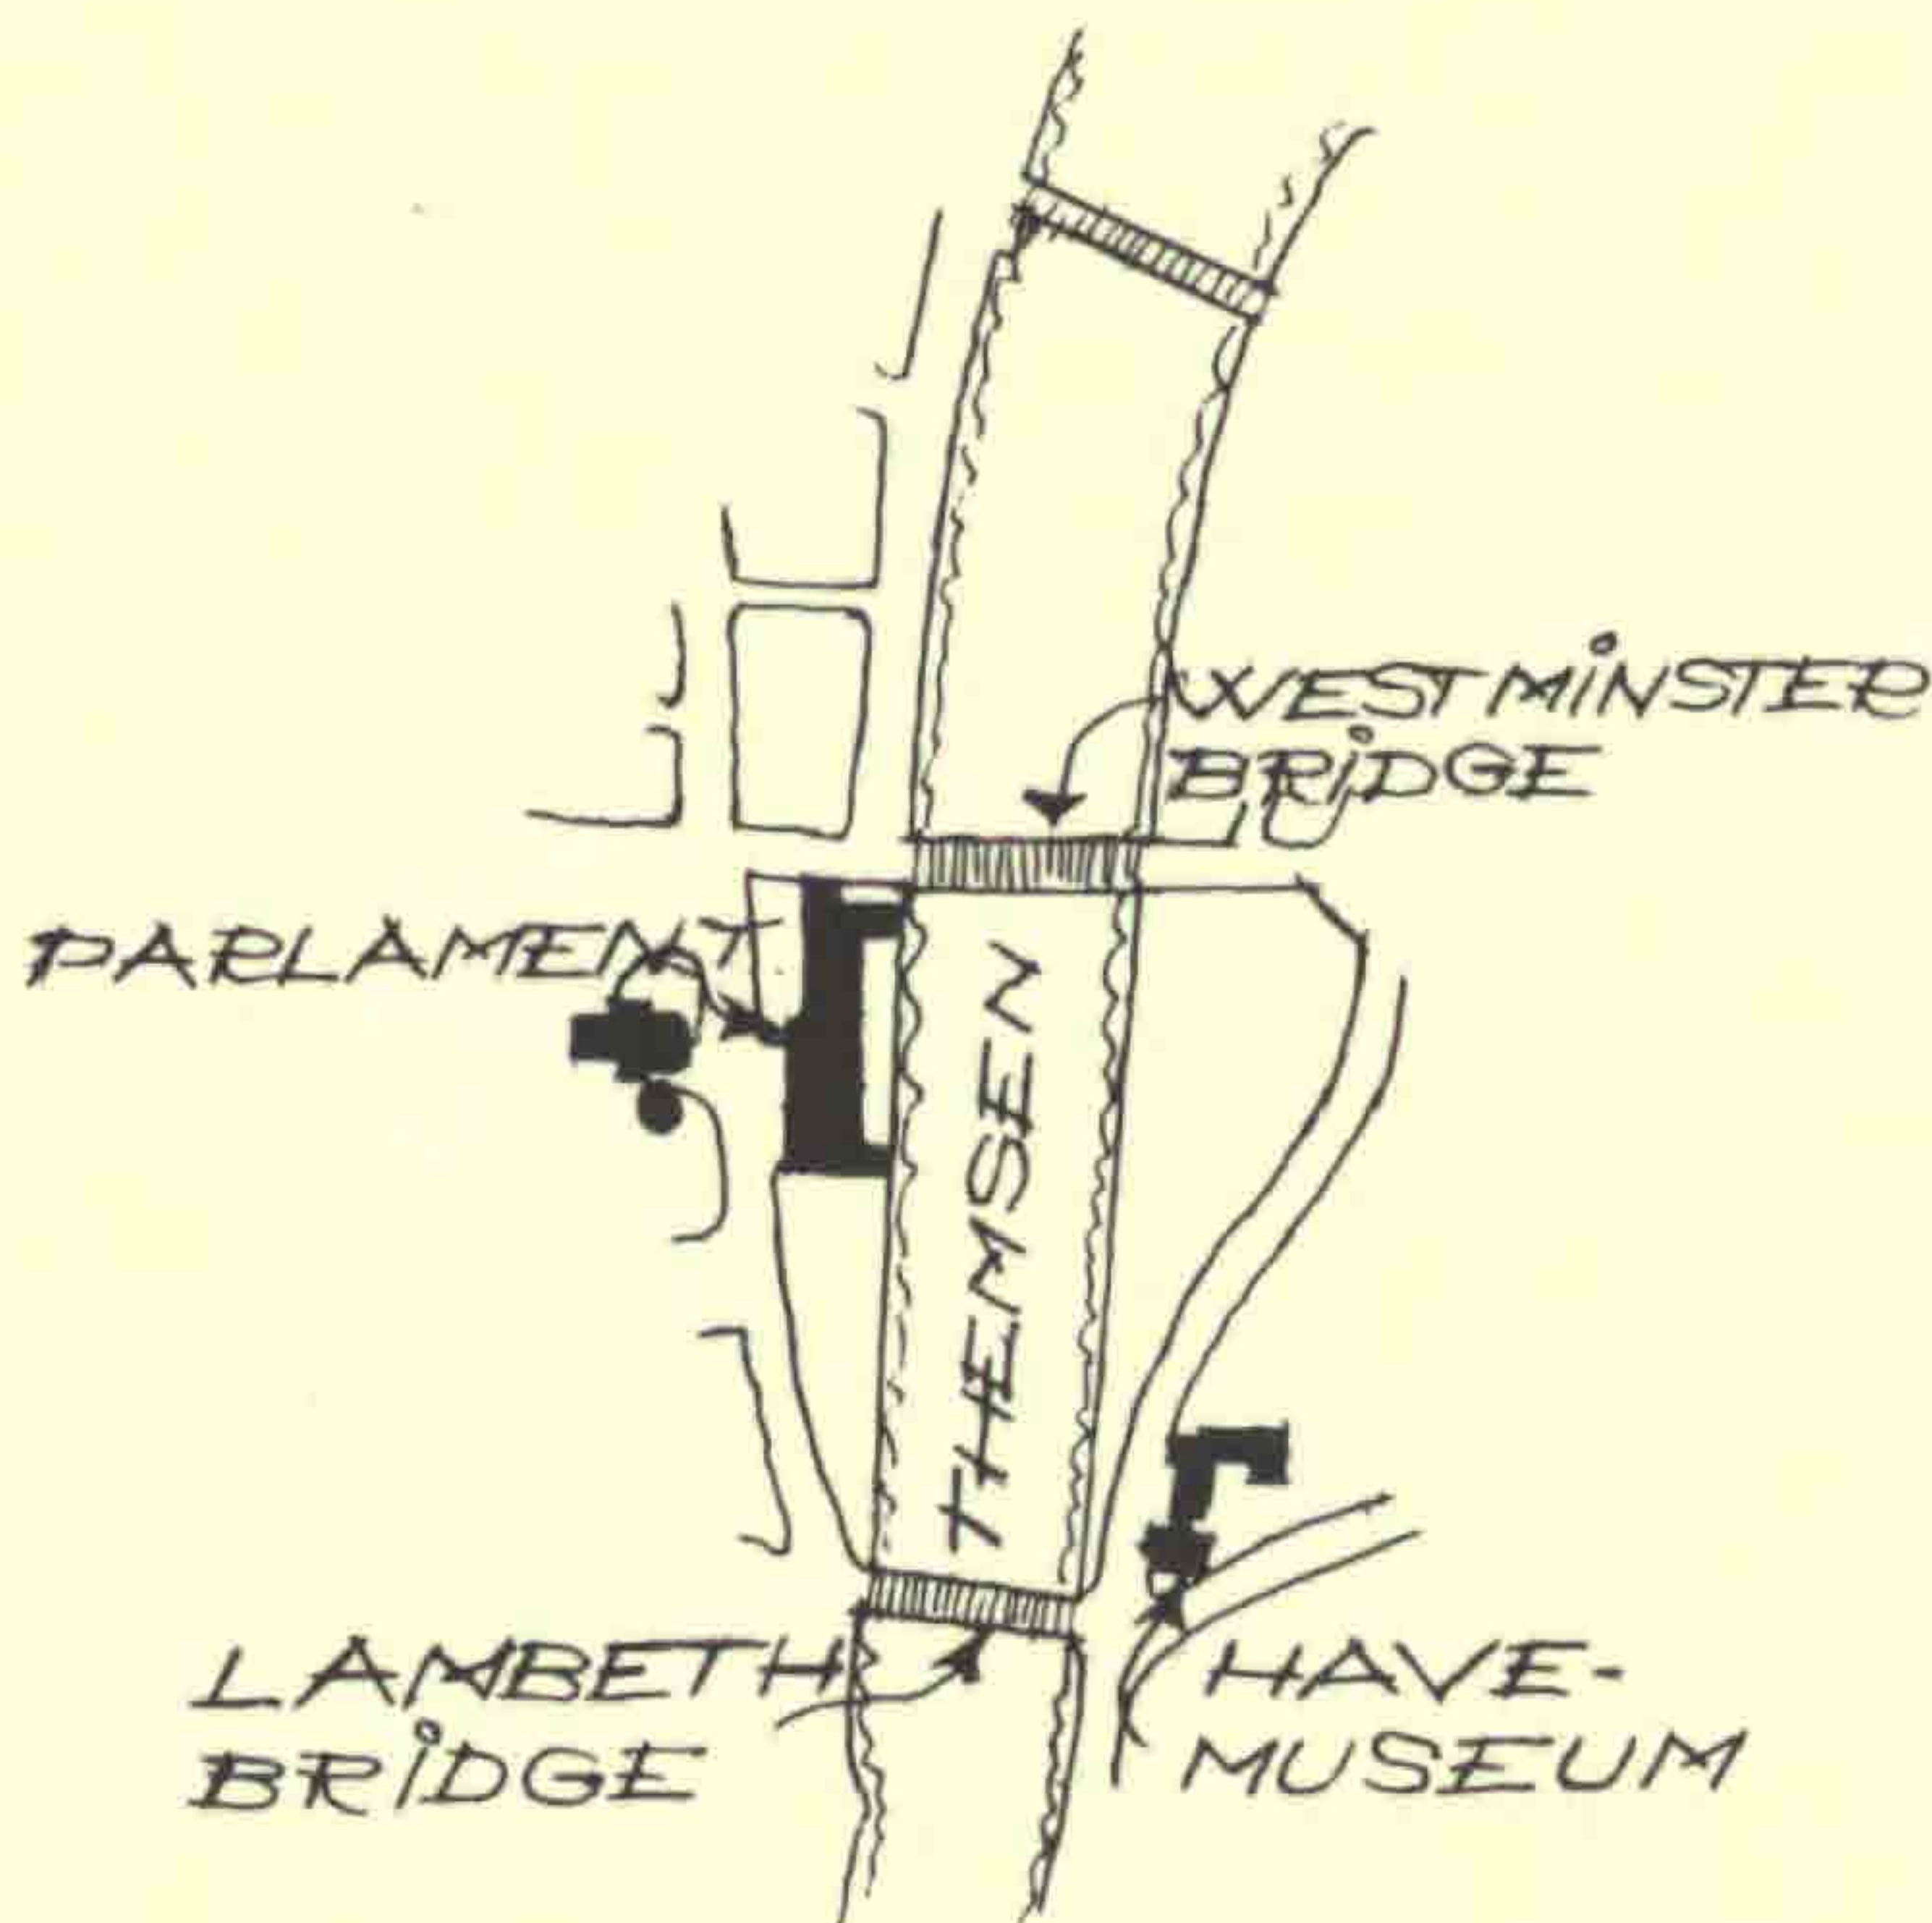 WESTMiNSTER
BRiDGE
PARLAMENT
THEMSEN
LAMBETH
BRiDGE
HAVE-
MUSEUM